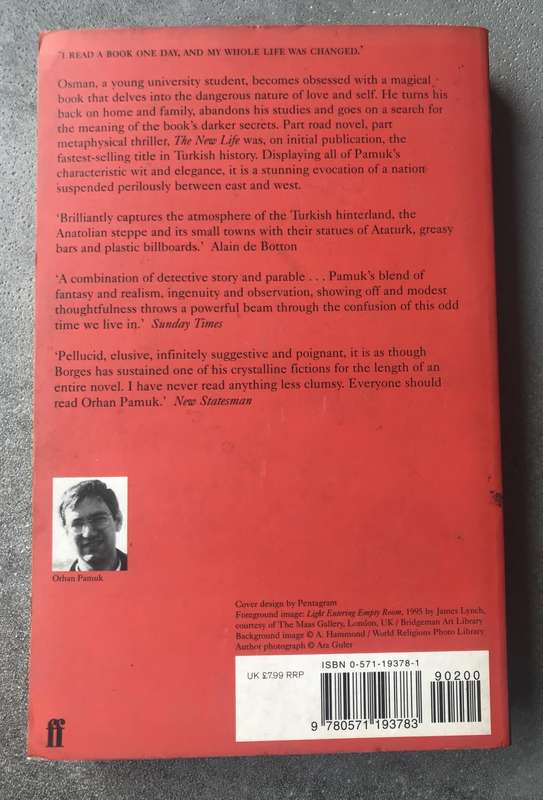 'I READ A BOOK ONE DAY, AND MY WHOLE LIFE WAS CHANGED.'
Osman, a young university student, becomes obsessed with a magical
book that delves into the dangerous nature of love and self. He turns his
back on home and family, abandons his studies and goes on a search for
the meaning of the book's darker secrets. Part road novel, part
metaphysical thriller, The New Life was, on initial publication, the
fastest-selling title in Turkish history. Displaying all of Pamuk's
characteristic wit and elegance, it is a stunning evocation of a nation
suspended perilously between east and west.
'Brilliantly captures the atmosphere of the Turkish hinterland, the
Anatolian steppe and its small towns with their statues of Ataturk, greasy
bars and plastic billboards.' Alain de Botton
'A combination of detective story and parable . . . Pamuk's blend of
fantasy and realism, ingenuity and observation, showing off and modest
thoughtfulness throws a powerful beam through the confusion of this odd
time we live in.' Sunday Times
'Pellucid, elusive, infinitely suggestive and poignant, it is as though
Borges has sustained one of his crystalline fictions for the length of an
entire novel. I have never read anything less clumsy. Everyone should
read Orhan Pamuk.' New Statesman
Orhan Pamuk
Cover design by Pentagram
Foreground image: Light Entering Empty Room, 1995 by James Lynch,
courtesy of The Maas Gallery, London, UK / Bridgeman Art Library
Background image © A. Hammond / World Religions Photo Library
Author photograph © Ara Guler
UK £7.99 RRP
ISBN 0-571-19378-1
90200
9 780571 193783
ff